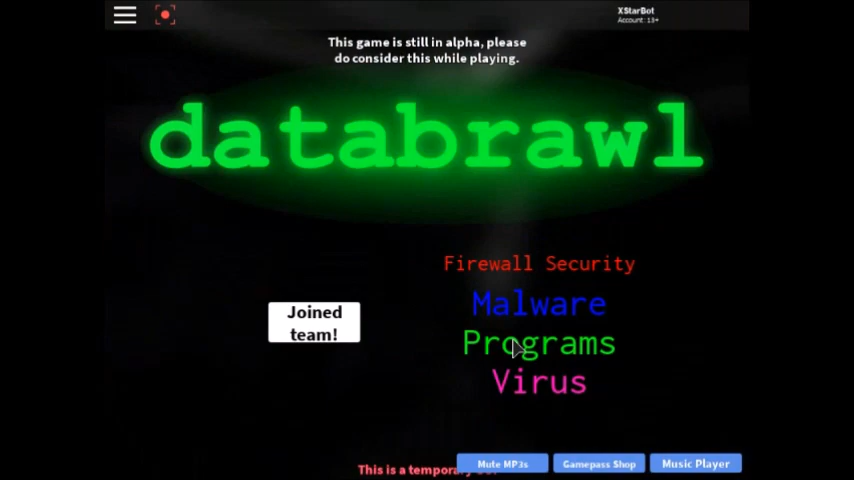 XStarBot
Account: 13+
This game is still in alpha, please
do consider this while playing.
databrawl
Firewall Security
Malware
Joined
team!
Programs
Virus
Mute MP3s
Gamepass Shop
Music Player
This is a temporary